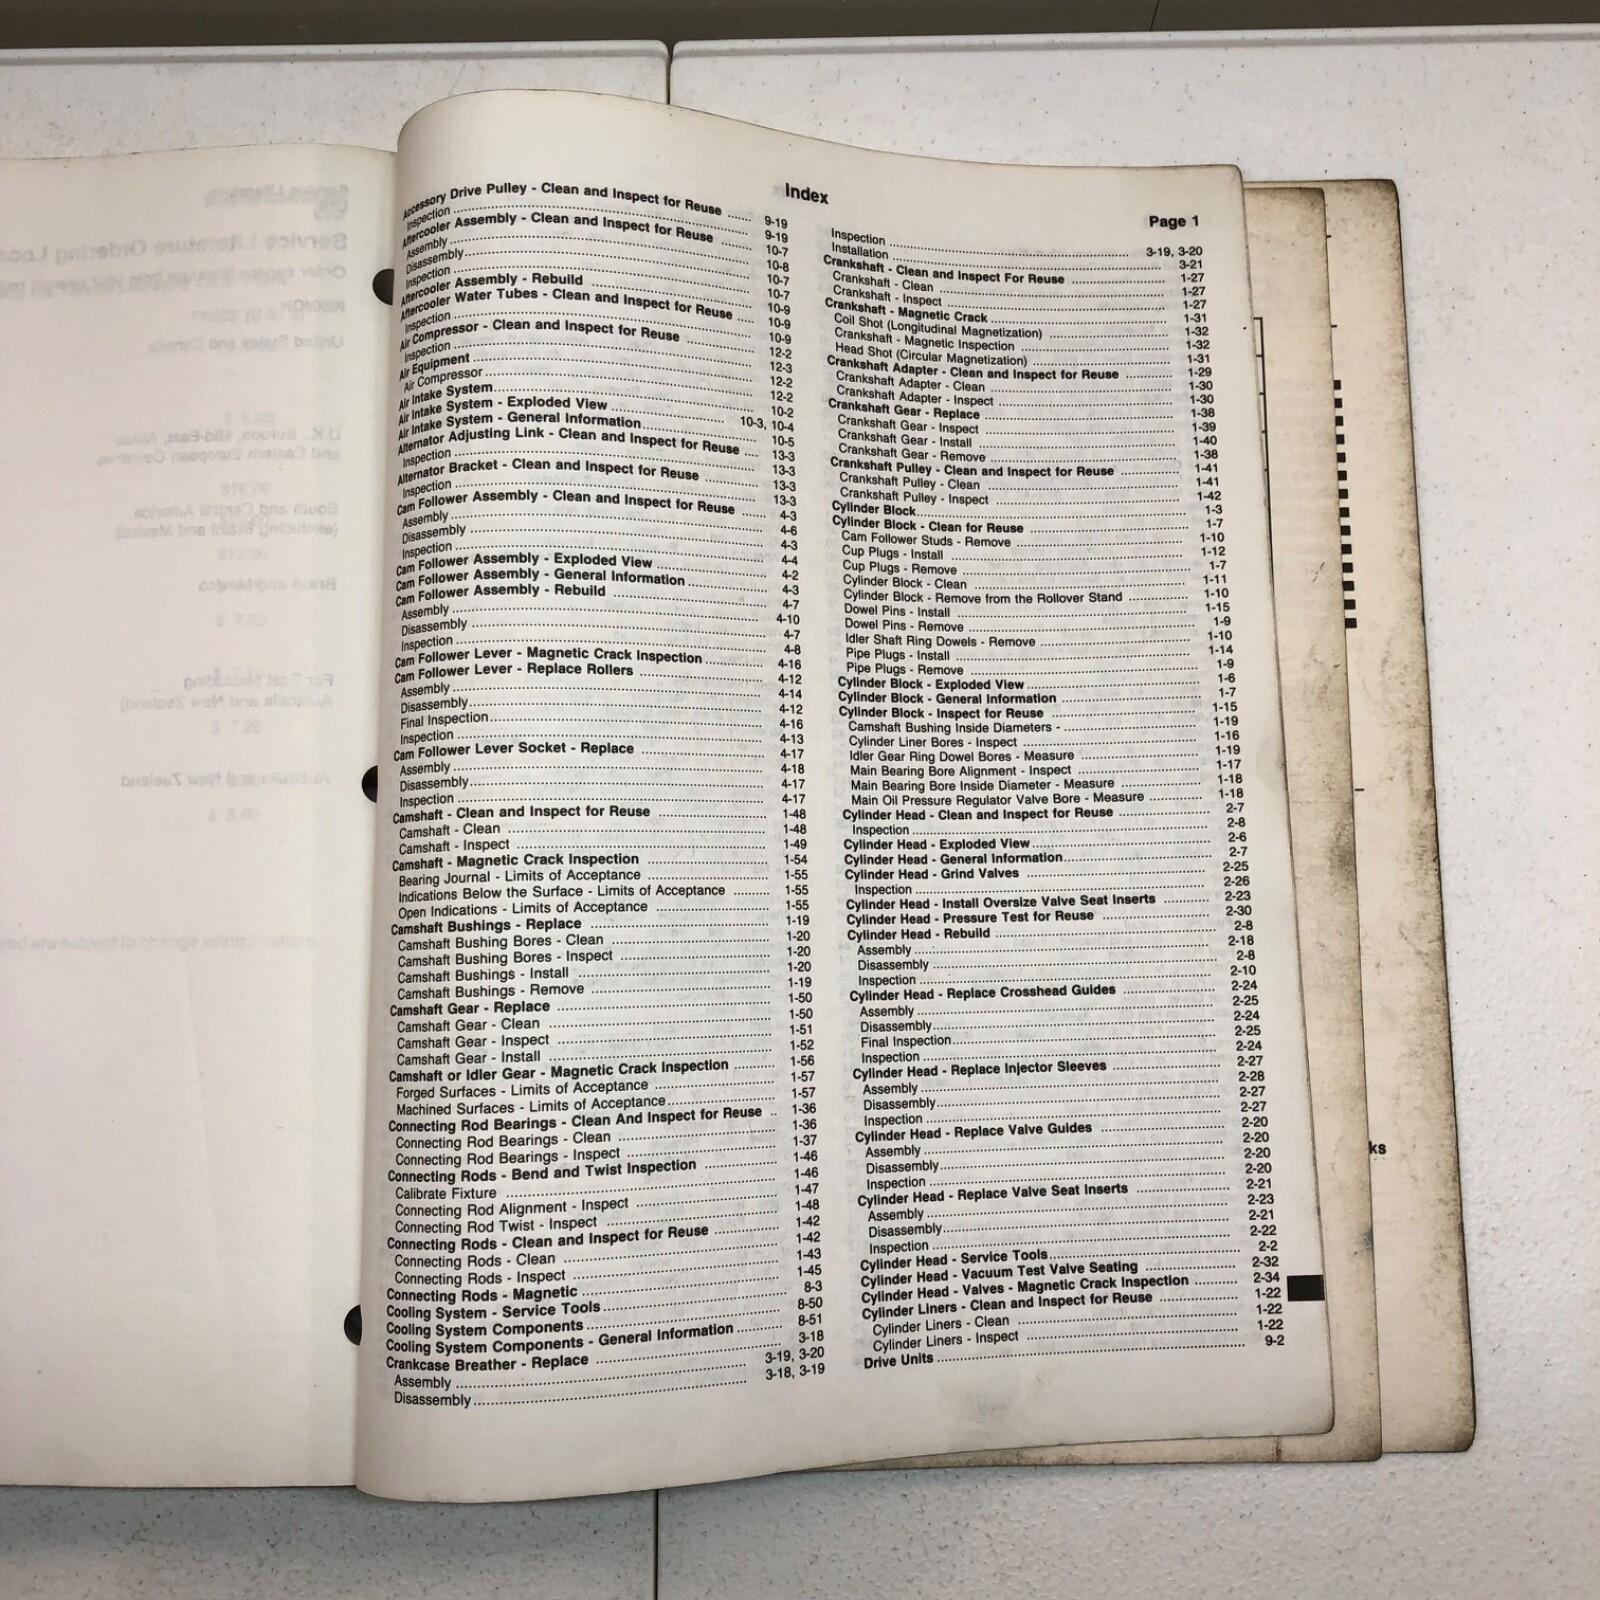 Index
Page 1
Accessory Drive Pulley - Clean and Inspect for Reuse ...... 9-19
Inspection ...... 9-19
Aftercooler Assembly - Clean and Inspect for Reuse ...... 10-7
Assembly ...... 10-8
Disassembly ...... 10-7
Inspection ...... 10-7
Aftercooler Assembly - Rebuild ...... 10-9
Aftercooler Water Tubes - Clean and Inspect for Reuse ...... 10-9
Inspection ...... 10-9
Air Compressor - Clean and Inspect for Reuse ...... 12-2
Inspection ...... 12-3
Air Equipment ...... 12-2
Air Compressor ...... 12-2
Air Intake System ...... 10-2
Air Intake System - Exploded View ...... 10-3, 10-4
Air Intake System - General Information ...... 10-5
Alternator Adjusting Link - Clean and Inspect for Reuse ...... 13-3
Inspection ...... 13-3
Alternator Bracket - Clean and Inspect for Reuse ...... 13-3
Inspection ...... 13-3
Cam Follower Assembly - Clean and Inspect for Reuse ...... 4-3
Assembly ...... 4-6
Disassembly ...... 4-3
Inspection ...... 4-4
Cam Follower Assembly - Exploded View ...... 4-2
Cam Follower Assembly - General Information ...... 4-3
Cam Follower Assembly - Rebuild ...... 4-7
Assembly ...... 4-10
Disassembly ...... 4-7
Inspection ...... 4-8
Cam Follower Lever - Magnetic Crack Inspection ...... 4-16
Cam Follower Lever - Replace Rollers ...... 4-12
Assembly ...... 4-14
Disassembly ...... 4-12
Final Inspection ...... 4-16
Inspection ...... 4-13
Cam Follower Lever Socket - Replace ...... 4-17
Assembly ...... 4-18
Disassembly ...... 4-17
Inspection ...... 4-17
Camshaft - Clean and Inspect for Reuse ...... 1-48
Camshaft - Clean ...... 1-48
Camshaft - Inspect ...... 1-49
Camshaft - Magnetic Crack Inspection ...... 1-54
Bearing Journal - Limits of Acceptance ...... 1-55
Indications Below the Surface - Limits of Acceptance ...... 1-55
Open Indications - Limits of Acceptance ...... 1-55
Camshaft Bushings - Replace ...... 1-19
Camshaft Bushing Bores - Clean ...... 1-20
Camshaft Bushing Bores - Inspect ...... 1-20
Camshaft Bushings - Install ...... 1-20
Camshaft Bushings - Remove ...... 1-19
Camshaft Gear - Replace ...... 1-50
Camshaft Gear - Clean ...... 1-50
Camshaft Gear - Inspect ...... 1-51
Camshaft Gear - Install ...... 1-52
Camshaft or Idler Gear - Magnetic Crack Inspection ...... 1-56
Forged Surfaces - Limits of Acceptance ...... 1-57
Machined Surfaces - Limits of Acceptance ...... 1-57
Connecting Rod Bearings - Clean And Inspect for Reuse .. 1-36
Connecting Rod Bearings - Clean ...... 1-36
Connecting Rod Bearings - Inspect ...... 1-37
Connecting Rods - Bend and Twist Inspection ...... 1-46
Calibrate Fixture ...... 1-46
Connecting Rod Alignment - Inspect ...... 1-47
Connecting Rod Twist - Inspect ...... 1-48
Connecting Rods - Clean and Inspect for Reuse ...... 1-42
Connecting Rods - Clean ...... 1-42
Connecting Rods - Inspect ...... 1-43
Connecting Rods - Magnetic ...... 1-45
Cooling System - Service Tools ...... 8-3
Cooling System Components ...... 8-50
Cooling System Components - General Information ...... 8-51
Crankcase Breather - Replace ...... 3-18
Assembly ...... 3-19, 3-20
Disassembly ...... 3-18, 3-19
Inspection ...... 3-19, 3-20
Installation ...... 3-21
Crankshaft - Clean and Inspect For Reuse ...... 1-27
Crankshaft - Clean ...... 1-27
Crankshaft - Inspect ...... 1-27
Crankshaft - Magnetic Crack ...... 1-31
Coil Shot (Longitudinal Magnetization) ...... 1-32
Crankshaft - Magnetic Inspection ...... 1-32
Head Shot (Circular Magnetization) ...... 1-31
Crankshaft Adapter - Clean and Inspect for Reuse ...... 1-29
Crankshaft Adapter - Clean ...... 1-30
Crankshaft Adapter - Inspect ...... 1-30
Crankshaft Gear - Replace ...... 1-38
Crankshaft Gear - Inspect ...... 1-39
Crankshaft Gear - Install ...... 1-40
Crankshaft Gear - Remove ...... 1-38
Crankshaft Pulley - Clean and Inspect for Reuse ...... 1-41
Crankshaft Pulley - Clean ...... 1-41
Crankshaft Pulley - Inspect ...... 1-42
Cylinder Block ...... 1-3
Cylinder Block - Clean for Reuse ...... 1-7
Cam Follower Studs - Remove ...... 1-10
Cup Plugs - Install ...... 1-12
Cup Plugs - Remove ...... 1-7
Cylinder Block - Clean ...... 1-11
Cylinder Block - Remove from the Rollover Stand ...... 1-10
Dowel Pins - Install ...... 1-15
Dowel Pins - Remove ...... 1-9
Idler Shaft Ring Dowels - Remove ...... 1-10
Pipe Plugs - Install ...... 1-14
Pipe Plugs - Remove ...... 1-9
Cylinder Block - Exploded View ...... 1-6
Cylinder Block - General Information ...... 1-7
Cylinder Block - Inspect for Reuse ...... 1-15
Camshaft Bushing Inside Diameters - ...... 1-19
Cylinder Liner Bores - Inspect ...... 1-16
Idler Gear Ring Dowel Bores - Measure ...... 1-19
Main Bearing Bore Alignment - Inspect ...... 1-17
Main Bearing Bore Inside Diameter - Measure ...... 1-18
Main Oil Pressure Regulator Valve Bore - Measure ...... 1-18
Cylinder Head - Clean and Inspect for Reuse ...... 2-7
Inspection ...... 2-8
Cylinder Head - Exploded View ...... 2-6
Cylinder Head - General Information ...... 2-7
Cylinder Head - Grind Valves ...... 2-25
Inspection ...... 2-26
Cylinder Head - Install Oversize Valve Seat Inserts ...... 2-23
Cylinder Head - Pressure Test for Reuse ...... 2-30
Cylinder Head - Rebuild ...... 2-8
Assembly ...... 2-18
Disassembly ...... 2-8
Inspection ...... 2-10
Cylinder Head - Replace Crosshead Guides ...... 2-24
Assembly ...... 2-25
Disassembly ...... 2-24
Final Inspection ...... 2-25
Inspection ...... 2-24
Cylinder Head - Replace Injector Sleeves ...... 2-27
Assembly ...... 2-28
Disassembly ...... 2-27
Inspection ...... 2-27
Cylinder Head - Replace Valve Guides ...... 2-20
Assembly ...... 2-20
Disassembly ...... 2-20
Inspection ...... 2-20
Cylinder Head - Replace Valve Seat Inserts ...... 2-21
Assembly ...... 2-23
Disassembly ...... 2-21
Inspection ...... 2-22
Cylinder Head - Service Tools ...... 2-2
Cylinder Head - Vacuum Test Valve Seating ...... 2-32
Cylinder Head - Valves - Magnetic Crack Inspection ...... 2-34
Cylinder Liners - Clean and Inspect for Reuse ...... 1-22
Cylinder Liners - Clean ...... 1-22
Cylinder Liners - Inspect ...... 1-22
Drive Units ...... 9-2
ks